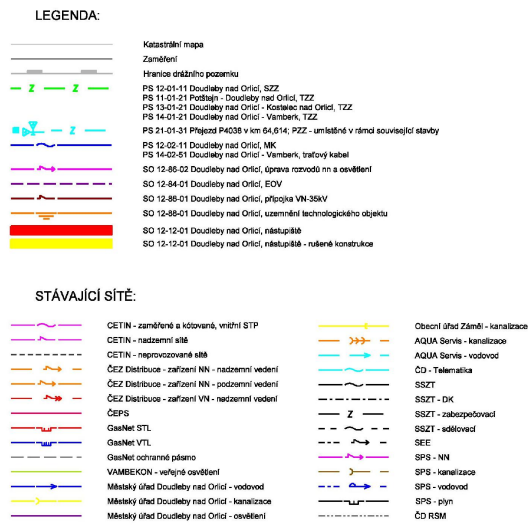 LEGENDA:
Katastrální mapa
Zaměření
Hranice drážního pozemku
Z Z
PS 12-01-11 Doudleby nad Orlicí, SZZ
PS 11-01-21 Potštejn - Doudleby nad Orlicí, TZZ
PS 13-01-21 Doudleby nad Orlicí - Kostelec nad Orlicí, TZZ
PS 14-01-21 Doudleby nad Orlicí - Vamberk, TZZ
Z
PS 21-01-31 Přejezd P4038 v km 64,614; PZZ - umístěné v rámci související stavby
PS 12-02-11 Doudleby nad Orlicí, MK
PS 14-02-51 Doudleby nad Orlicí - Vamberk, traťový kabel
SO 12-86-02 Doudleby nad Orlicí, úprava rozvodů nn a osvětlení
SO 12-84-01 Doudleby nad Orlicí, EOV
SO 12-86-01 Doudleby nad Orlicí, přípojka VN-35kV
SO 12-88-01 Doudleby nad Orlicí, uzemnění technologického objektu
SO 12-12-01 Doudleby nad Orlicí, nástupiště
SO 12-12-01 Doudleby nad Orlicí, nástupiště - rušené konstrukce
STÁVAJÍCÍ SÍTĚ:
CETIN - zaměřené a kótované, vnitřní STP
CETIN - nadzemní sítě
CETIN - neprovozované sítě
ČEZ Distribuce - zařízení NN - nadzemní vedení
ČEZ Distribuce - zařízení NN - podzemní vedení
ČEZ Distribuce - zařízení VN - nadzemní vedení
ČEPS
GasNet STL
GasNet VTL
GasNet ochranné pásmo
VAMBEKON - veřejné osvětlení
Městský úřad Doudleby nad Orlicí - vodovod
Městský úřad Doudleby nad Orlicí - kanalizace
Městský úřad Doudleby nad Orlicí - osvětlení
Obecní úřad Záměl - kanalizace
AQUA Servis - kanalizace
AQUA Servis - vodovod
ČD - Telematika
SSZT
SSZT - DK
Z
SSZT - zabezpečovací
SSZT - sdělovací
SEE
SPS - NN
SPS - kanalizace
SPS - vodovod
SPS - plyn
ČD RSM